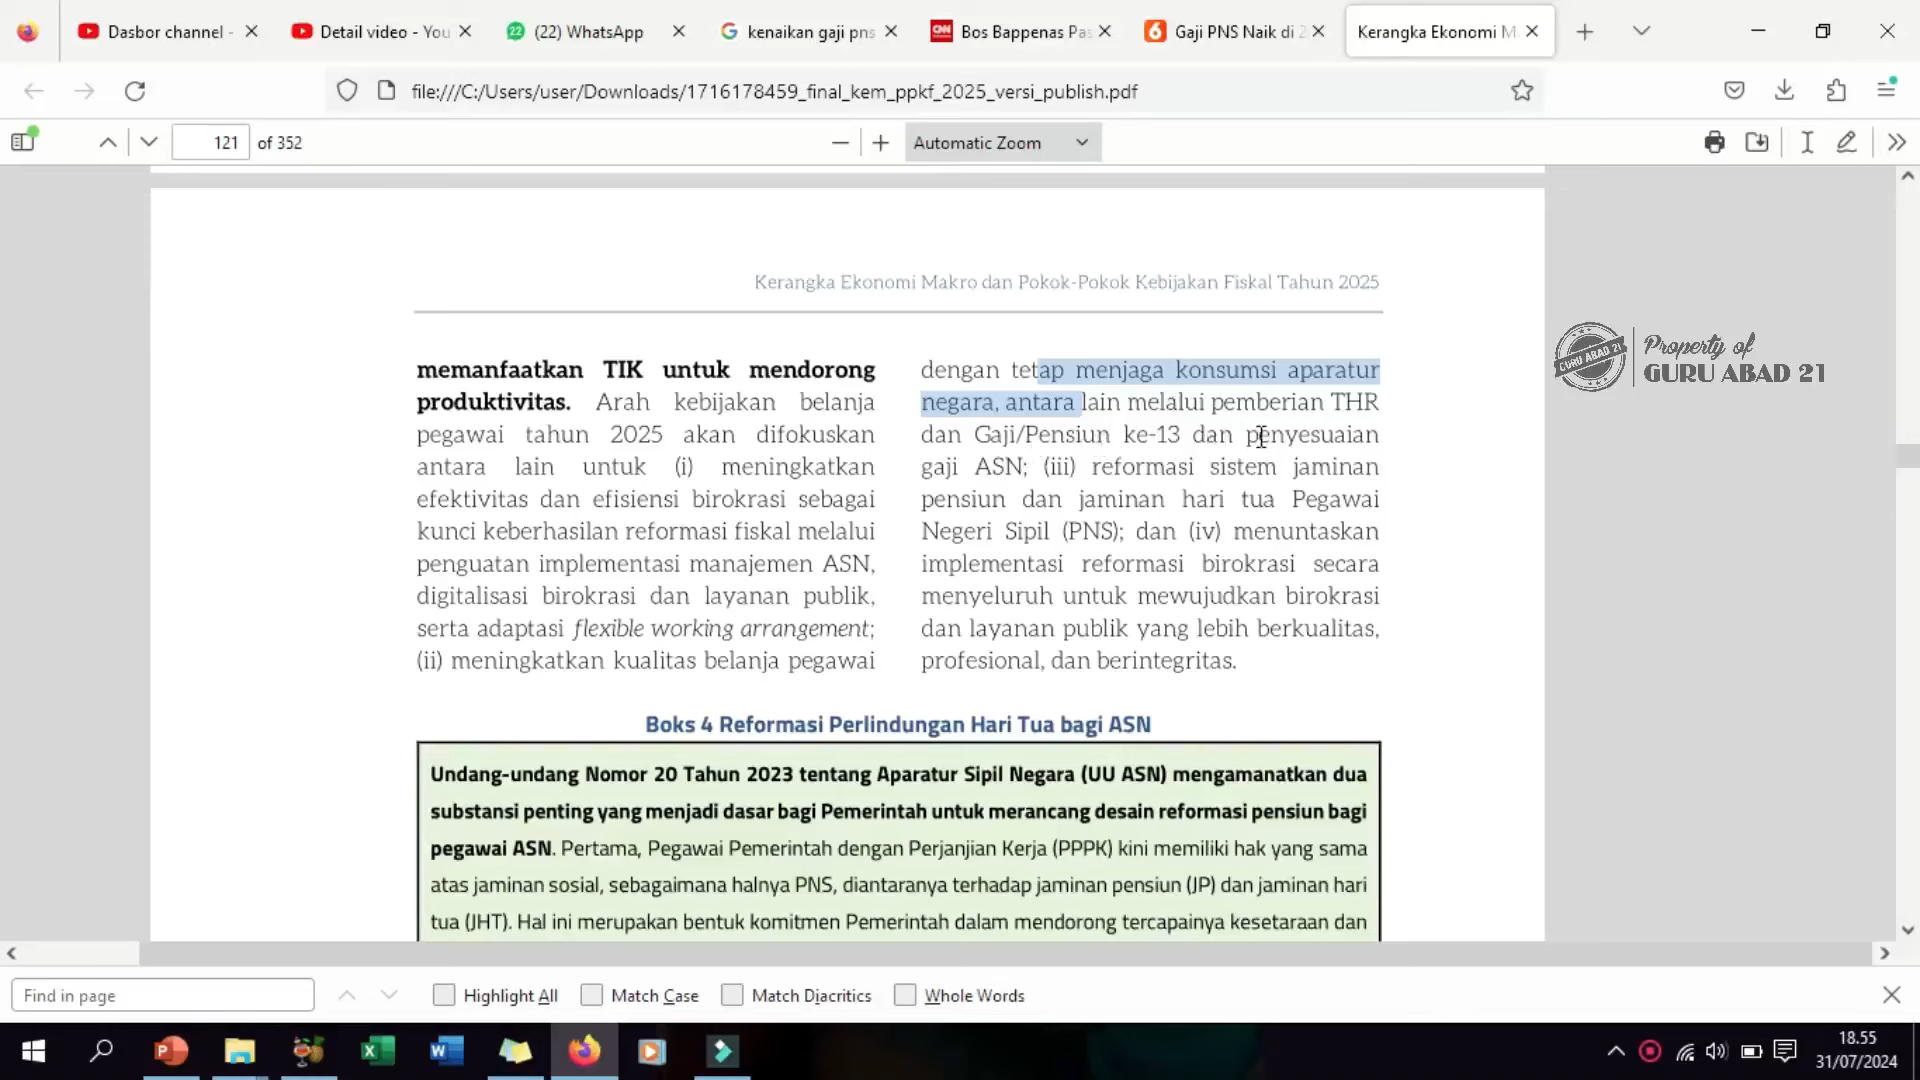 Dasbor channel -
Detail video - You
22
(22) WhatsApp
kenaikan gaji pns
CNN
Bos Bappenas Pas
6
Gaji PNS Naik di 2
Kerangka Ekonomi M
file:///C:/Users/user/Downloads/1716178459_final_kem_ppkf_2025_versi_publish.pdf
121
of 352
Automatic Zoom
Kerangka Ekonomi Makro dan Pokok-Pokok Kebijakan Fiskal Tahun 2025
memanfaatkan TIK untuk mendorong
produktivitas. Arah kebijakan belanja
pegawai tahun 2025 akan difokuskan
antara lain untuk (i) meningkatkan
efektivitas dan efisiensi birokrasi sebagai
kunci keberhasilan reformasi fiskal melalui
penguatan implementasi manajemen ASN,
digitalisasi birokrasi dan layanan publik,
serta adaptasi flexible working arrangement;
(ii) meningkatkan kualitas belanja pegawai
dengan tetap menjaga konsumsi aparatur
negara, antara lain melalui pemberian THR
dan Gaji/Pensiun ke-13 dan penyesuaian
gaji ASN; (iii) reformasi sistem jaminan
pensiun dan jaminan hari tua Pegawai
Negeri Sipil (PNS); dan (iv) menuntaskan
implementasi reformasi birokrasi secara
menyeluruh untuk mewujudkan birokrasi
dan layanan publik yang lebih berkualitas,
profesional, dan berintegritas.
GURU ABAD 21
Property of
GURU ABAD 21
Boks 4 Reformasi Perlindungan Hari Tua bagi ASN
Undang-undang Nomor 20 Tahun 2023 tentang Aparatur Sipil Negara (UU ASN) mengamanatkan dua
substansi penting yang menjadi dasar bagi Pemerintah untuk merancang desain reformasi pensiun bagi
pegawai ASN. Pertama, Pegawai Pemerintah dengan Perjanjian Kerja (PPPK) kini memiliki hak yang sama
atas jaminan sosial, sebagaimana halnya PNS, diantaranya terhadap jaminan pensiun (JP) dan jaminan hari
tua (JHT). Hal ini merupakan bentuk komitmen Pemerintah dalam mendorong tercapainya kesetaraan dan
Find in page
Highlight All
Match Case
Match Diacritics
Whole Words
18.55
31/07/2024